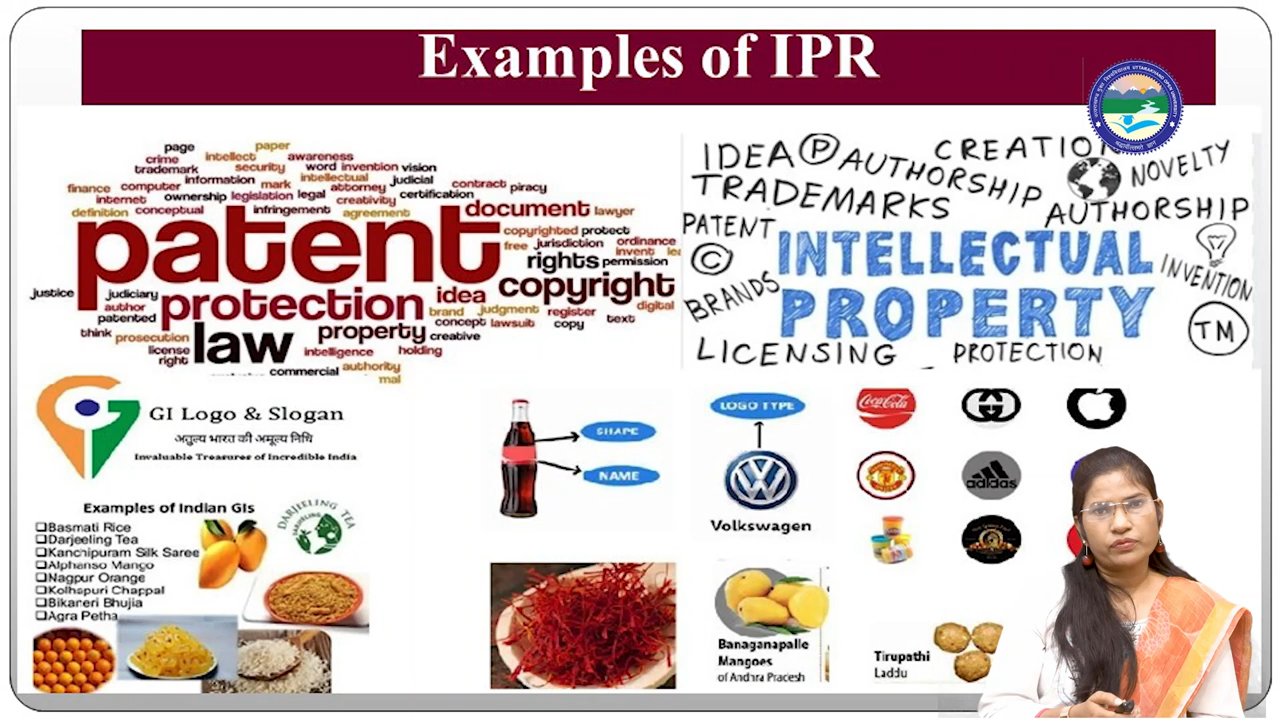 Examples of IPR
page
paper
crime
intellect
awareness
trademark
security
word
invention
vision
information
mark
intellectual
judicial
finance
computer
attorney
contract
piracy
internet
ownership
legislation
legal
creativity
certification
definition
conceptual
infringement
agreement
document
lawyer
patent
copyrighted
protect
free
jurisdiction
ordinance
invent
rights
permission
justice
judiciary
author
patented
protection
idea
copyright
brand
judgment
register
digital
concept
lawsuit
copy
text
think
prosecution
law
property
creative
license
right
intelligence
holding
commercial
authority
IDEA
P
AUTHORSHIP
CREATIO
NOVELTY
TRADEMARKS
AUTHORSHIP
PATENT
INTELLECTUAL
©
INVENTION
BRANDS
PROPERTY
TM
LICENSING
PROTECTION
GI Logo & Slogan
अतुल्य भारत की अमूल्य निधि
Invaluable Treasures of Incredible India
Examples of Indian GIs
Basmati Rice
Darjeeling Tea
Kanchipuram Silk Saree
Alphanso Mango
Nagpur Orange
Kolhapuri Chappal
Bikaneri Bhujia
Agra Petha
DARJEELING TEA
SHAPE
NAME
LOGO TYPE
Volkswagen
Coca-Cola
adidas
Banaganapalle
Mangoes
of Andhra Pradesh
Tirupathi
Laddu
UTTARAKHAND OPEN UNIVERSITY